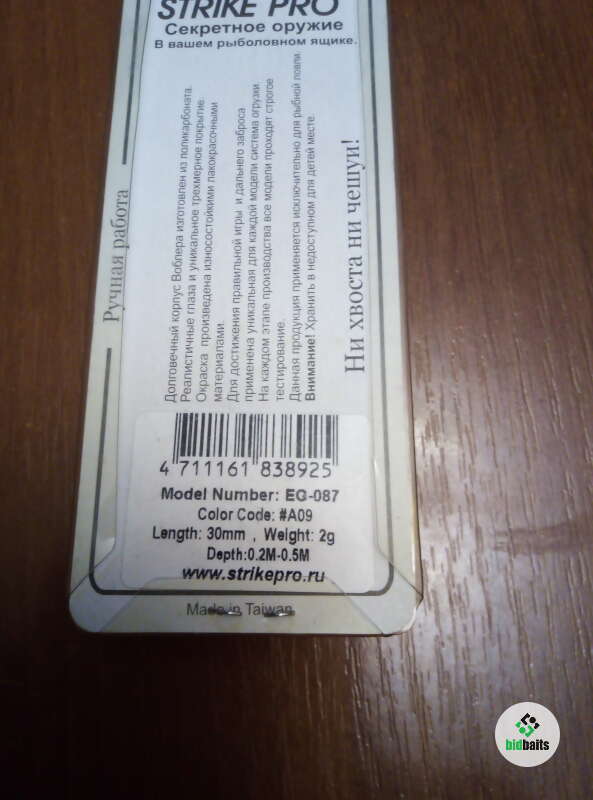 STRIKE PRO
Секретное оружие
В вашем рыболовном ящике.
Ручная работа
Долговечный корпус Воблера изготовлен из поликарбоната.
Реалистичные глаза и уникальное трехмерное покрытие.
Окраска произведена износостойкими лакокрасочными
материалами.
Для достижения правильной игры и дальнего заброса
применена уникальная для каждой модели система огрузки
На каждом этапе производства все модели проходят строгое
тестирование.
Данная продукция применяется исключительно для рыбной ловли.
Внимание! Хранить в недоступном для детей месте.
Ни хвоста ни чешуи!
4 711161 838925
Model Number: EG-087
Color Code: #A09
Length: 30mm , Weight: 2g
Depth:0.2M-0.5M
www.strikepro.ru
Made in Taiwan
bidbaits